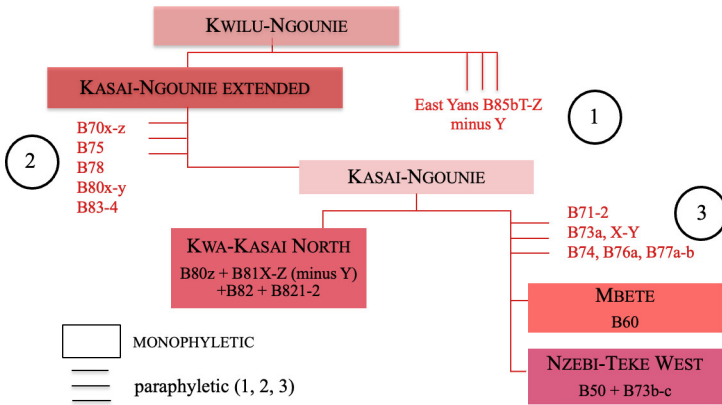 KWILU-NGOUNIE
KASAI-NGOUNIE EXTENDED
East Yans B85bT-Z
minus Y
1
2
B70x-z
B75
B78
B80x-y
B83-4
KASAI-NGOUNIE
3
B71-2
B73a, X-Y
B74, B76a, B77a-b
KWA-KASAI NORTH
B80z + B81X-Z (minus Y)
+B82 + B821-2
MBETE
B60
NZEBI-TEKE WEST
B50 + B73b-c
MONOPHYLETIC
paraphyletic (1, 2, 3)